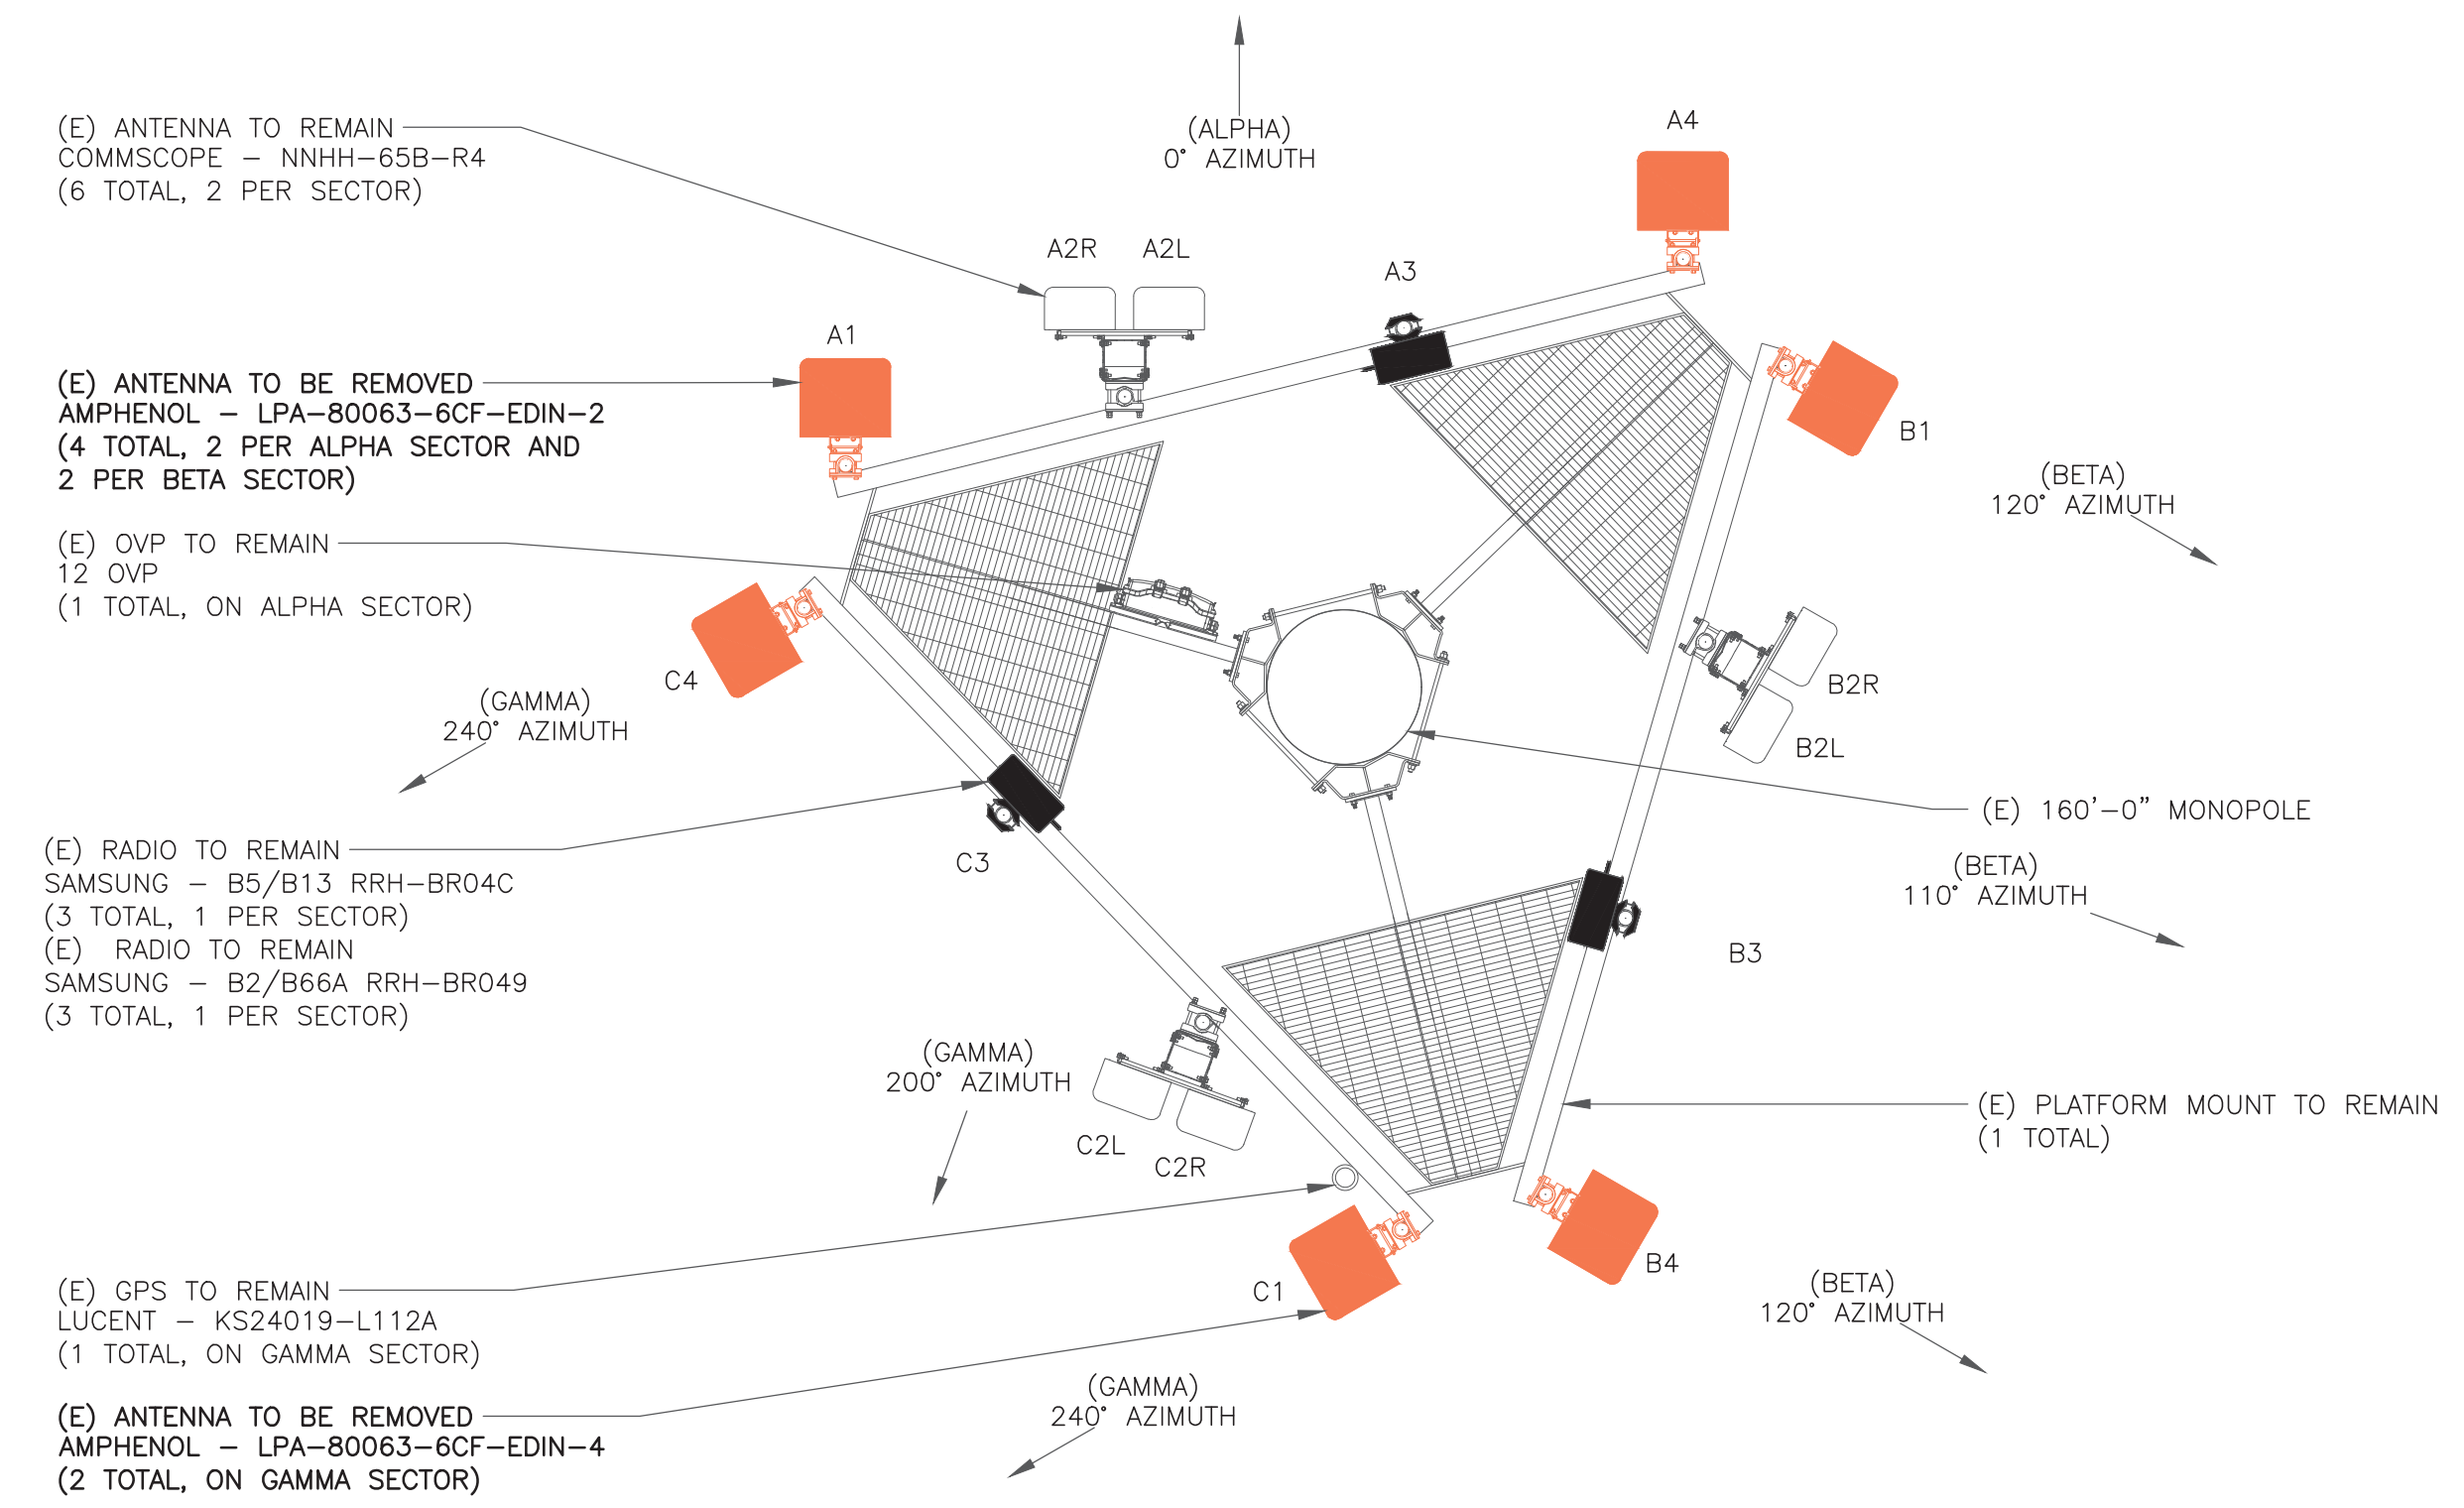 (ALPHA)
0° AZIMUTH
A4
(E) ANTENNA TO REMAIN
COMMSCOPE - NNHH-65B-R4
(6 TOTAL, 2 PER SECTOR)
A2R
A2L
A3
A1
(E) ANTENNA TO BE REMOVED
AMPHENOL - LPA-80063-6CF-EDIN-2
(4 TOTAL, 2 PER ALPHA SECTOR AND
2 PER BETA SECTOR)
B1
(BETA)
120° AZIMUTH
(E) OVP TO REMAIN
12 OVP
(1 TOTAL, ON ALPHA SECTOR)
C4
(GAMMA)
240° AZIMUTH
B2R
B2L
(E) 160'-0" MONOPOLE
(E) RADIO TO REMAIN
SAMSUNG - B5/B13 RRH-BR04C
(3 TOTAL, 1 PER SECTOR)
(E) RADIO TO REMAIN
SAMSUNG - B2/B66A RRH-BR049
(3 TOTAL, 1 PER SECTOR)
C3
(BETA)
110° AZIMUTH
B3
(GAMMA)
200° AZIMUTH
C2L
C2R
(E) PLATFORM MOUNT TO REMAIN
(1 TOTAL)
(E) GPS TO REMAIN
LUCENT - KS24019-L112A
(1 TOTAL, ON GAMMA SECTOR)
C1
B4
(BETA)
120° AZIMUTH
(GAMMA)
240° AZIMUTH
(E) ANTENNA TO BE REMOVED
AMPHENOL - LPA-80063-6CF-EDIN-4
(2 TOTAL, ON GAMMA SECTOR)